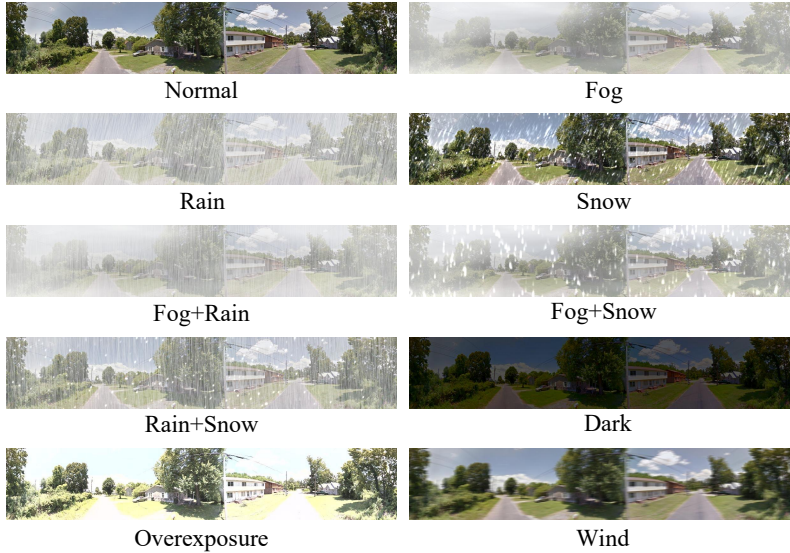 Normal
Fog
Rain
Snow
Fog+Rain
Fog+Snow
Rain+Snow
Dark
Overexposure
Wind